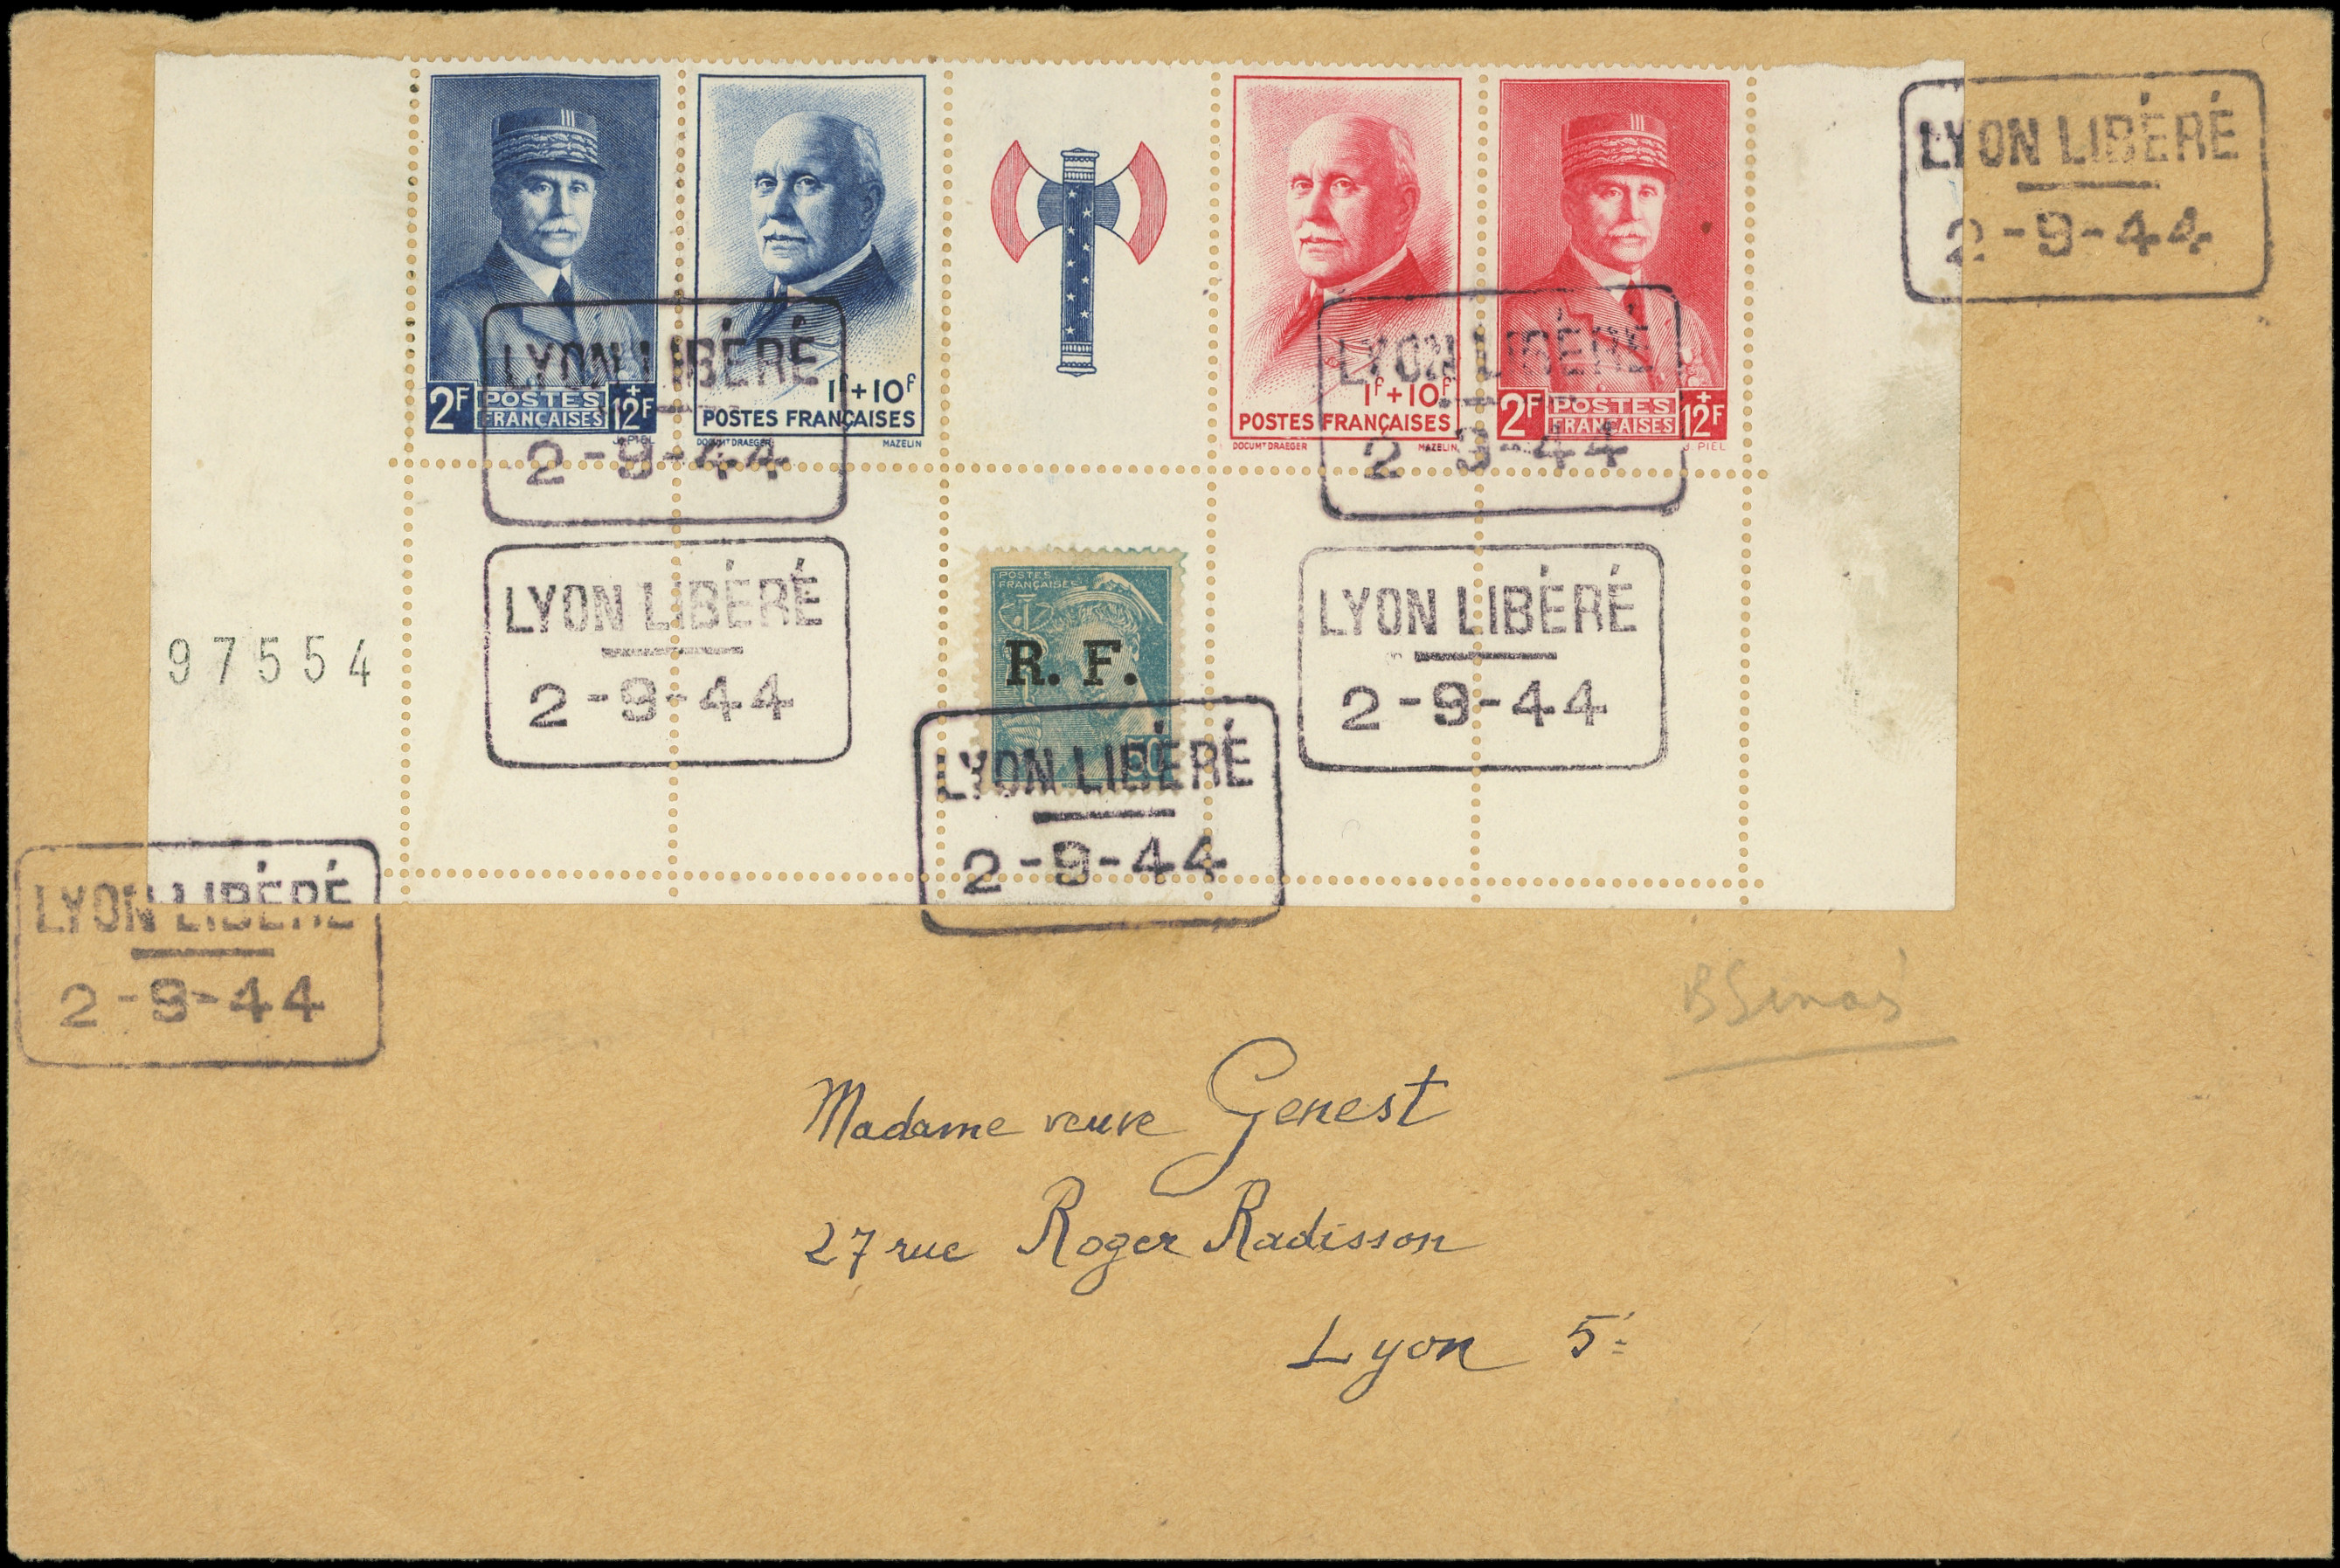 LYON LIBÉRÉ
2-9-44
2F POSTES FRANÇAISES +12F
J. PIEL
1f+10f
POSTES FRANÇAISES
DOCUMT DRAEGER MAZELIN
1f+10f
POSTES FRANÇAISES
DOCUMT DRAEGER MAZELIN
2F POSTES FRANÇAISES +12F
J PIEL
LYON LIBÉRÉ
2-9-44
LYON LIBÉRÉ
2-9-44
97554
LYON LIBÉRÉ
2-9-44
POSTES
FRANÇAISES
R. F.
50
LYON LIBÉRÉ
2-9-44
LYON LIBÉRÉ
2-9-44
LYON LIBÉRÉ
2-9-44
Madame veuve Genest
27 rue Roger Radisson
Lyon 5e